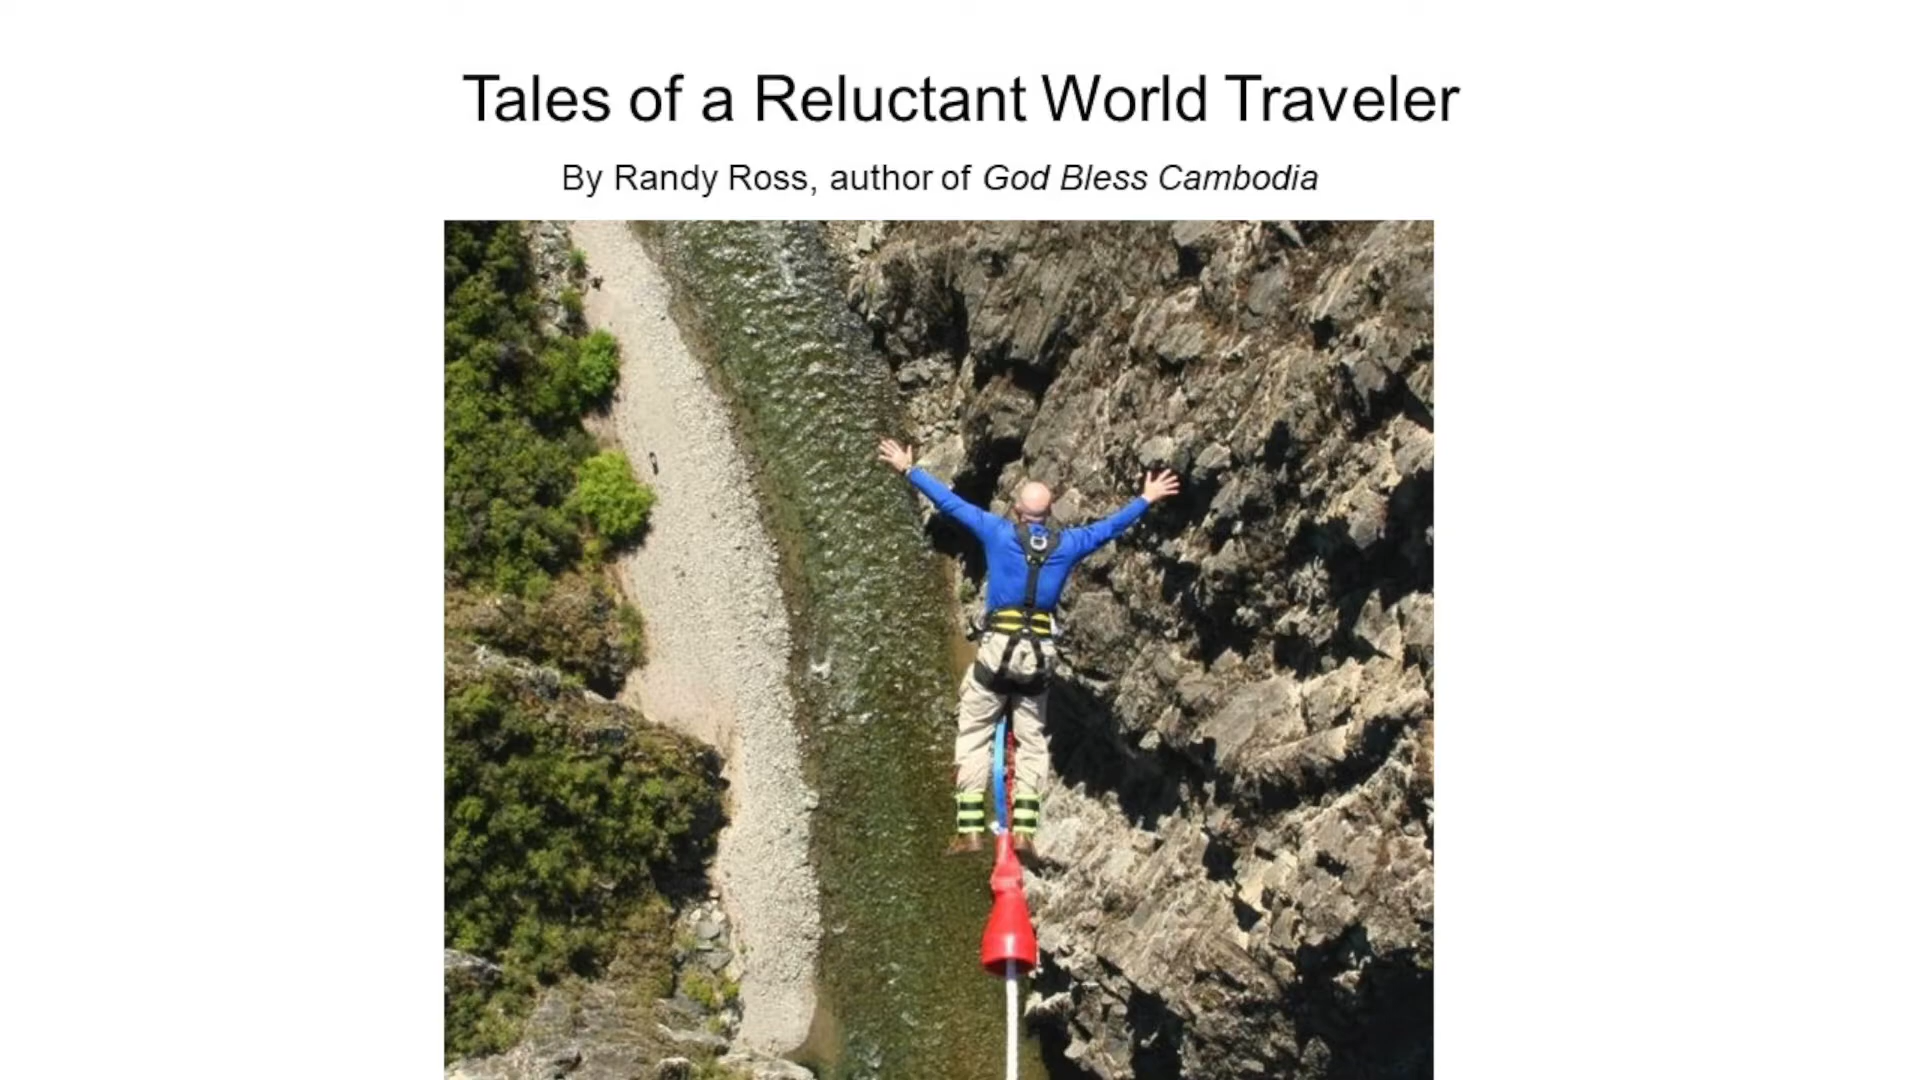 Tales of a Reluctant World Traveler
By Randy Ross, author of God Bless Cambodia